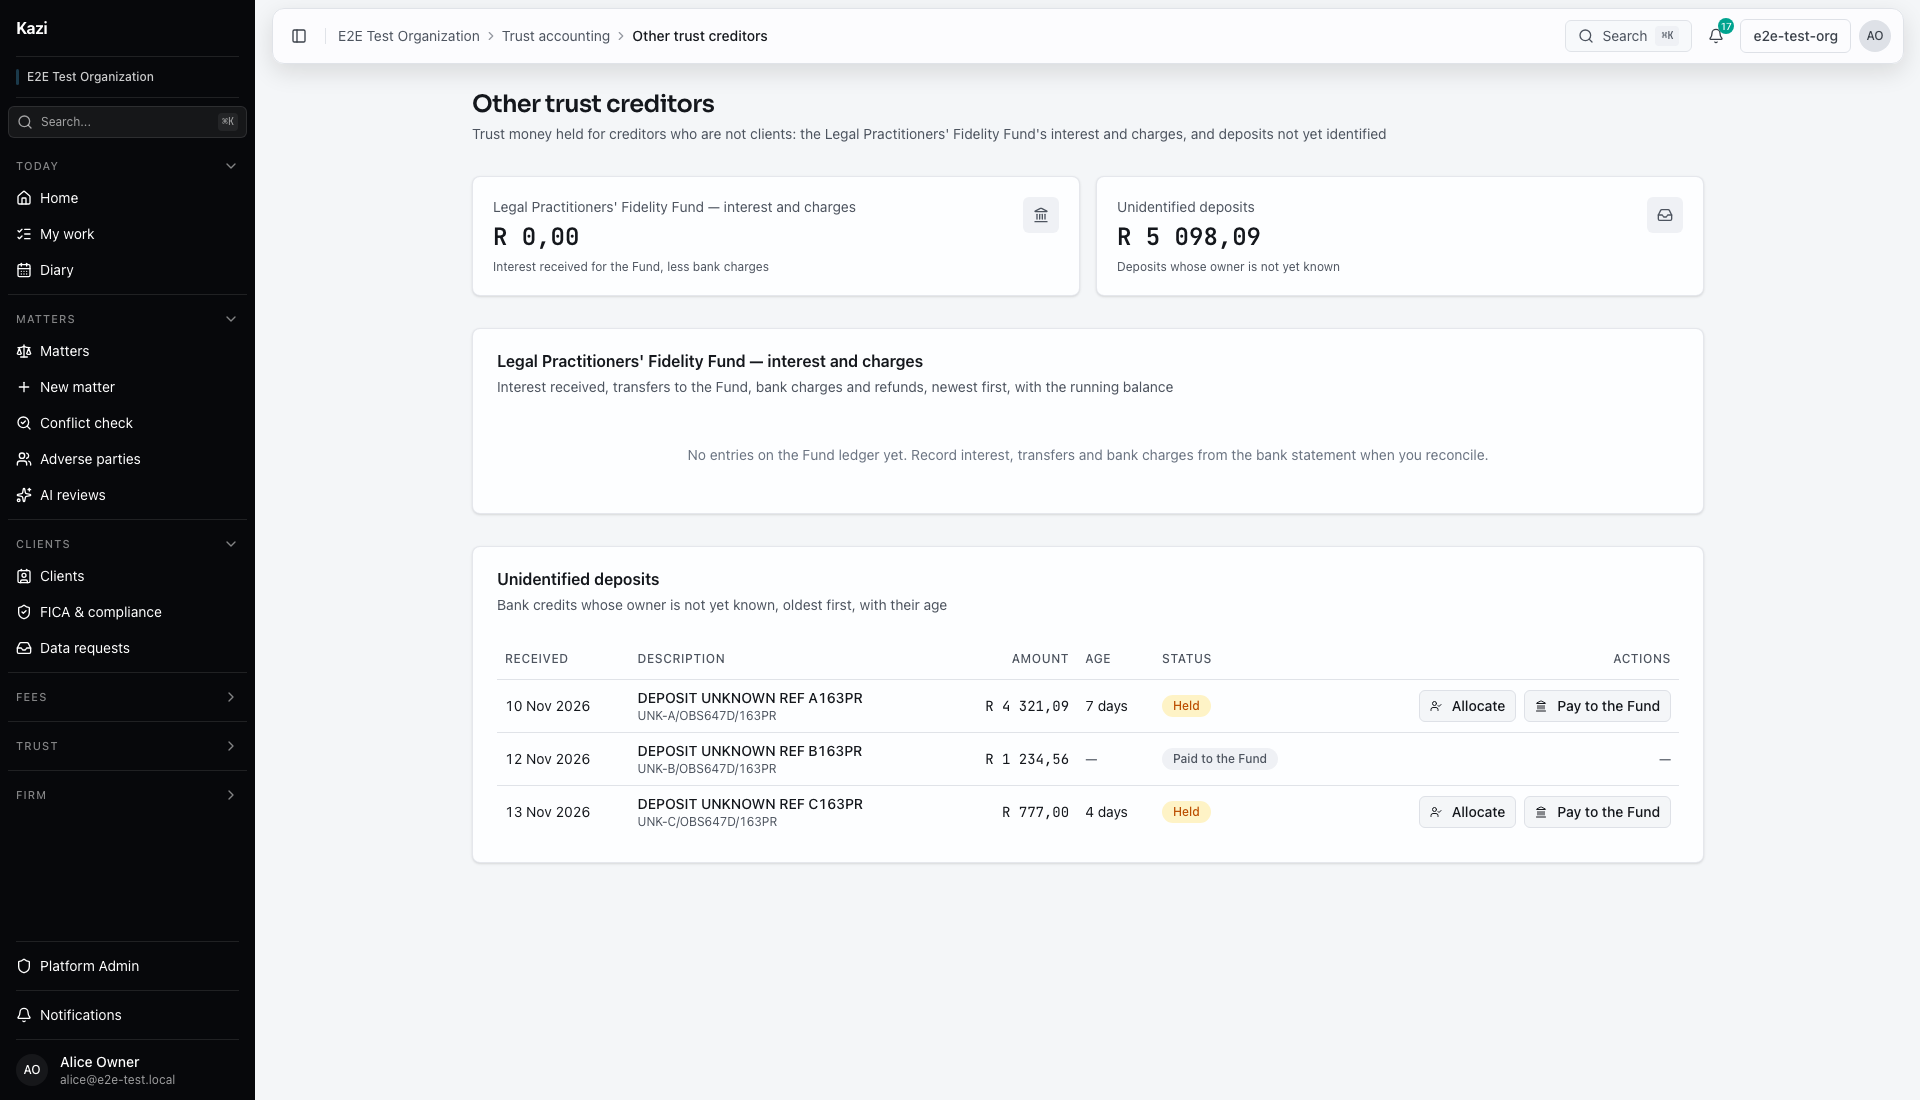 Kazi
E2E Test Organization
Search...
⌘K
TODAY
Home
My work
Diary
MATTERS
Matters
New matter
Conflict check
Adverse parties
AI reviews
CLIENTS
Clients
FICA & compliance
Data requests
FEES
TRUST
FIRM
Platform Admin
Notifications
AO
Alice Owner
alice@e2e-test.local
E2E Test Organization > Trust accounting > Other trust creditors
Search ⌘K
17
e2e-test-org
AO
Other trust creditors
Trust money held for creditors who are not clients: the Legal Practitioners' Fidelity Fund's interest and charges, and deposits not yet identified
Legal Practitioners' Fidelity Fund — interest and charges
R 0,00
Interest received for the Fund, less bank charges
Unidentified deposits
R 5 098,09
Deposits whose owner is not yet known
Legal Practitioners' Fidelity Fund — interest and charges
Interest received, transfers to the Fund, bank charges and refunds, newest first, with the running balance
No entries on the Fund ledger yet. Record interest, transfers and bank charges from the bank statement when you reconcile.
Unidentified deposits
Bank credits whose owner is not yet known, oldest first, with their age
RECEIVED DESCRIPTION AMOUNT AGE STATUS ACTIONS
10 Nov 2026 DEPOSIT UNKNOWN REF A163PR R 4 321,09 7 days Held Allocate Pay to the Fund
UNK-A/OBS647D/163PR
12 Nov 2026 DEPOSIT UNKNOWN REF B163PR R 1 234,56 — Paid to the Fund —
UNK-B/OBS647D/163PR
13 Nov 2026 DEPOSIT UNKNOWN REF C163PR R 777,00 4 days Held Allocate Pay to the Fund
UNK-C/OBS647D/163PR